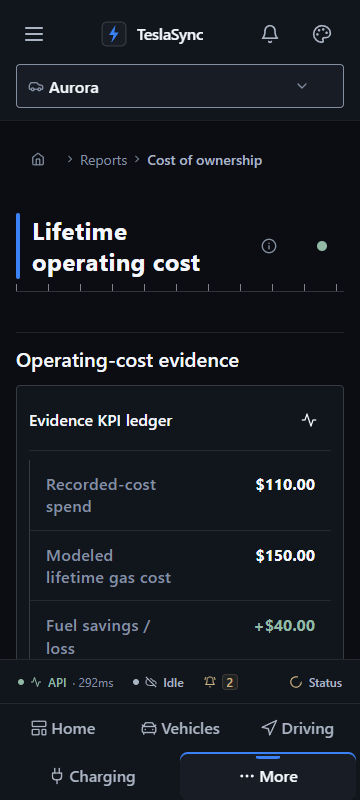 TeslaSync
Aurora
Reports
Cost of ownership
Lifetime
operating cost
Operating-cost evidence
Evidence KPI ledger
Recorded-cost
spend
$110.00
Modeled
lifetime gas cost
$150.00
Fuel savings /
loss
+$40.00
API · 292ms
Idle
2
Status
Home
Vehicles
Driving
Charging
More